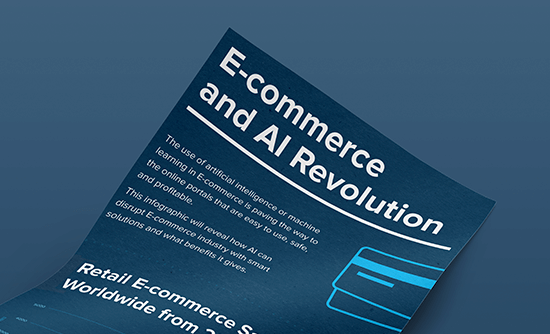 E-commerce
and AI Revolution
The use of artificial intelligence or machine
learning in E-commerce is paving the way to
the online portals that are easy to use, safe,
and profitable.
This infographic will reveal how AI can
disrupt E-commerce industry with smart
solutions and what benefits it gives.
Retail E-commerce
Worldwide from